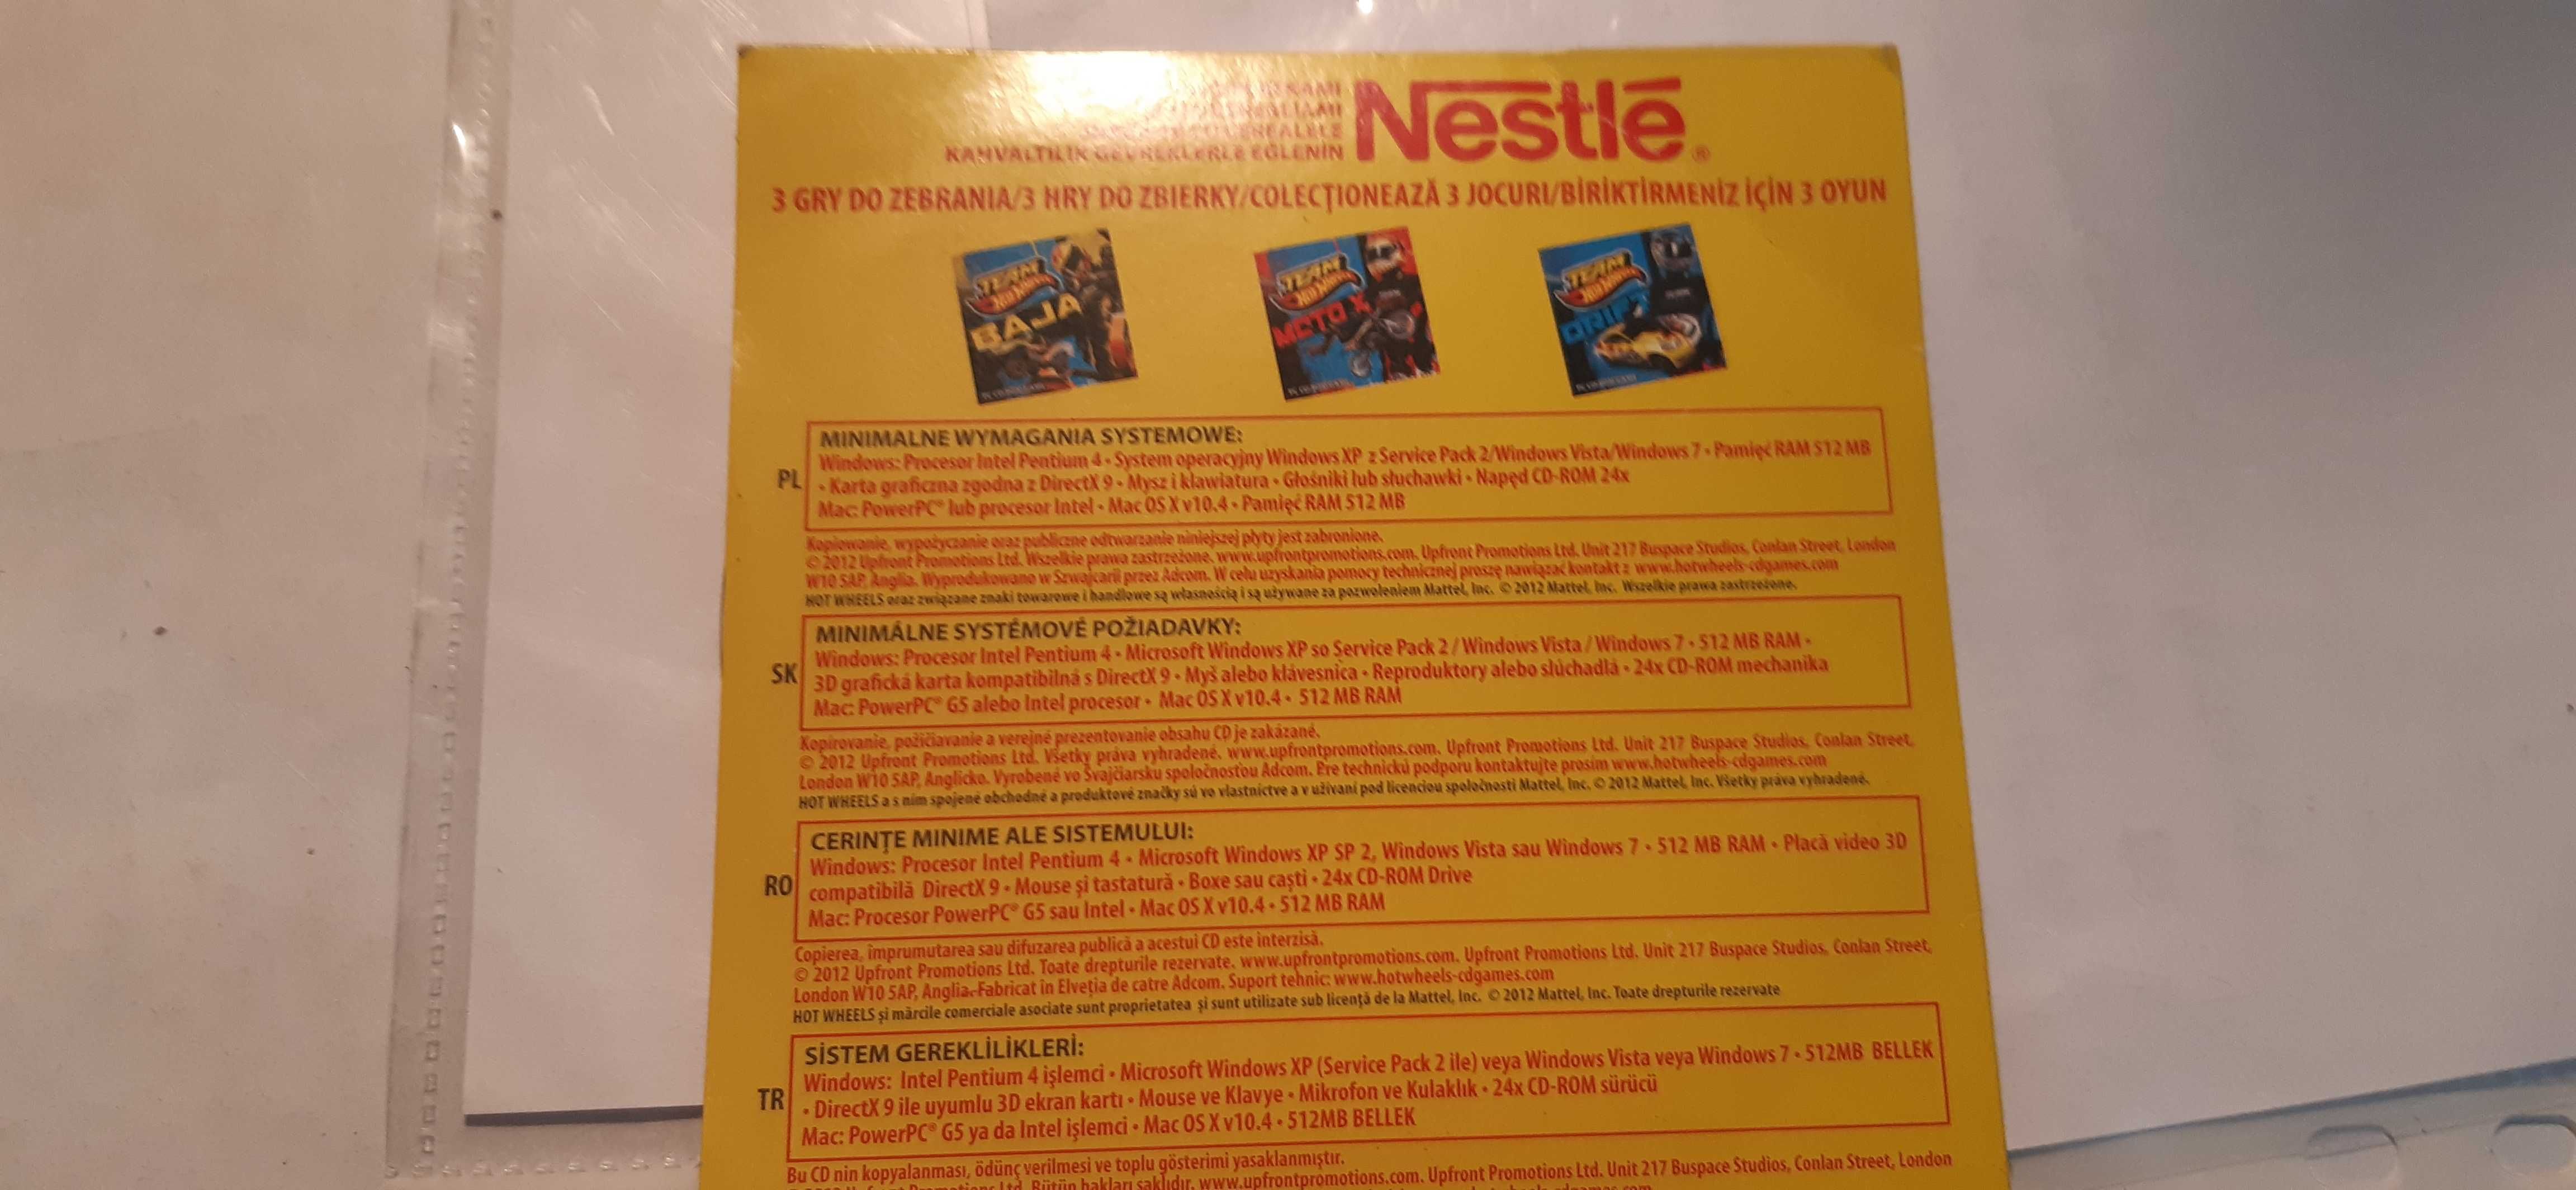 KAHVALTILIK GEVREKLERLE EĞLENİN
Nestlé®
3 GRY DO ZEBRANIA/3 HRY DO ZBIERKY/COLECŢIONEAZĂ 3 JOCURI/BİRİKTİRMENİZ İÇİN 3 OYUN
TEAM
HOT WHEELS
BAJA
TEAM
HOT WHEELS
MOTO X
TEAM
HOT WHEELS
DRIFT
PL
MINIMALNE WYMAGANIA SYSTEMOWE:
Windows: Procesor Intel Pentium 4 • System operacyjny Windows XP z Service Pack 2/Windows Vista/Windows 7 • Pamięć RAM 512 MB
• Karta graficzna zgodna z DirectX 9 • Mysz i klawiatura • Głośniki lub słuchawki • Napęd CD-ROM 24x
Mac: PowerPC® lub procesor Intel • Mac OS X v10.4 • Pamięć RAM 512 MB
Kopiowanie, wypożyczanie oraz publiczne odtwarzanie niniejszej płyty jest zabronione.
© 2012 Upfront Promotions Ltd. Wszelkie prawa zastrzeżone. www.upfrontpromotions.com. Upfront Promotions Ltd. Unit 217 Buspace Studios, Conlan Street, London
W10 5AP, Anglia. Wyprodukowano w Szwajcarii przez Adcom. W celu uzyskania pomocy technicznej proszę nawiązać kontakt z www.hotwheels-cdgames.com
HOT WHEELS oraz związane znaki towarowe i handlowe są własnością i są używane za pozwoleniem Mattel, Inc. © 2012 Mattel, Inc. Wszelkie prawa zastrzeżone.
SK
MINIMÁLNE SYSTÉMOVÉ POŽIADAVKY:
Windows: Procesor Intel Pentium 4 • Microsoft Windows XP so Service Pack 2 / Windows Vista / Windows 7 • 512 MB RAM •
3D grafická karta kompatibilná s DirectX 9 • Myš alebo klávesnica • Reproduktory alebo slúchadlá • 24x CD-ROM mechanika
Mac: PowerPC® G5 alebo Intel procesor • Mac OS X v10.4 • 512 MB RAM
Kopírovanie, požičiavanie a verejné prezentovanie obsahu CD je zakázané.
© 2012 Upfront Promotions Ltd. Všetky práva vyhradené. www.upfrontpromotions.com. Upfront Promotions Ltd. Unit 217 Buspace Studios, Conlan Street,
London W10 5AP, Anglicko. Vyrobené vo Švajčiarsku spoločnosťou Adcom. Pre technickú podporu kontaktujte prosím www.hotwheels-cdgames.com
HOT WHEELS a s ním spojené obchodné a produktové značky sú vo vlastníctve a v užívaní pod licenciou spoločnosti Mattel, Inc. © 2012 Mattel, Inc. Všetky práva vyhradené.
RO
CERINŢE MINIME ALE SISTEMULUI:
Windows: Procesor Intel Pentium 4 • Microsoft Windows XP SP 2, Windows Vista sau Windows 7 • 512 MB RAM • Placă video 3D
compatibilă DirectX 9 • Mouse şi tastatură • Boxe sau caşti • 24x CD-ROM Drive
Mac: Procesor PowerPC® G5 sau Intel • Mac OS X v10.4 • 512 MB RAM
Copierea, împrumutarea sau difuzarea publică a acestui CD este interzisă.
© 2012 Upfront Promotions Ltd. Toate drepturile rezervate. www.upfrontpromotions.com. Upfront Promotions Ltd. Unit 217 Buspace Studios, Conlan Street,
London W10 5AP, Anglia. Fabricat în Elveţia de catre Adcom. Suport tehnic: www.hotwheels-cdgames.com
HOT WHEELS şi mărcile comerciale asociate sunt proprietatea şi sunt utilizate sub licenţă de la Mattel, Inc. © 2012 Mattel, Inc. Toate drepturile rezervate
TR
SİSTEM GEREKLİLİKLERİ:
Windows: Intel Pentium 4 işlemci • Microsoft Windows XP (Service Pack 2 ile) veya Windows Vista veya Windows 7 • 512MB BELLEK
• DirectX 9 ile uyumlu 3D ekran kartı • Mouse ve Klavye • Mikrofon ve Kulaklık • 24x CD-ROM sürücü
Mac: PowerPC® G5 ya da Intel işlemci • Mac OS X v10.4 • 512MB BELLEK
Bu CD nin kopyalanması, ödünç verilmesi ve toplu gösterimi yasaklanmıştır.
Ltd. Bütün hakları saklıdır. www.upfrontpromotions.com. Upfront Promotions Ltd. Unit 217 Buspace Studios, Conlan Street, London